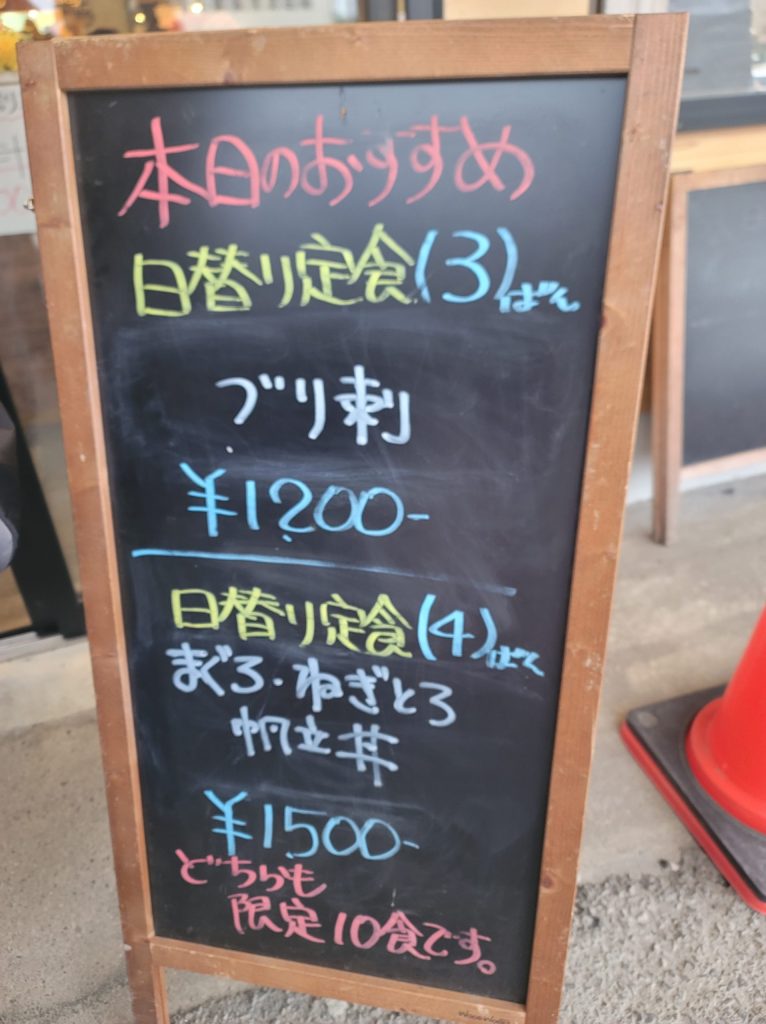 本日のおすすめ
日替り定食(3)ばん
ブリ刺
¥1200-
日替り定食(4)ばん
まぐろ・ねぎとろ
帆立丼
¥1500-
どちらも
限定10食です。